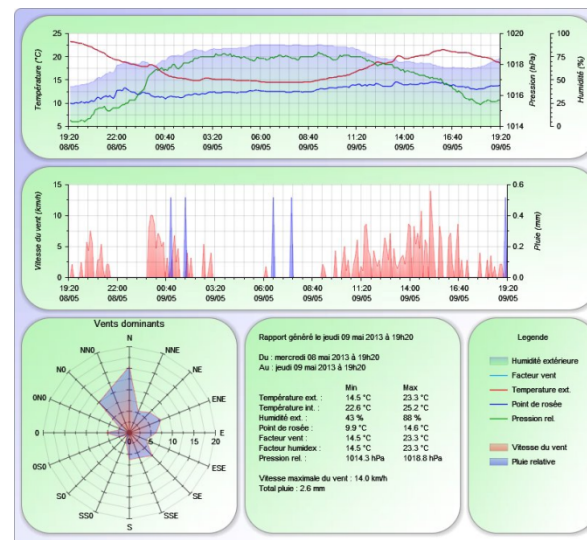 25
20
15
10
5
Température (°C)
1020
1018
1016
1014
Pression (hPa)
100
75
50
25
0
Humidité (%)
19:20 22:00 00:40 03:20 06:00 08:40 11:20 14:00 16:40 19:20
08/05 08/05 09/05 09/05 09/05 09/05 09/05 09/05 09/05 09/05
15
10
5
0
Vitesse du vent (km/h)
0.6
0.4
0.2
0.0
Pluie (mm)
19:20 22:00 00:40 03:20 06:00 08:40 11:20 14:00 16:40 19:20
08/05 08/05 09/05 09/05 09/05 09/05 09/05 09/05 09/05 09/05
Vents dominants
N
NNE
NE
ENE
E
ESE
SE
SSE
S
SSO
SO
OSO
O
ONO
NO
NNO
0 5 10 15 20
Rapport généré le jeudi 09 mai 2013 à 19h20
Du : mercredi 08 mai 2013 à 19h20
Au : jeudi 09 mai 2013 à 19h20
Min Max
Température ext. : 14.5 °C 23.3 °C
Température int. : 22.6 °C 25.2 °C
Humidité ext. : 43 % 88 %
Point de rosée : 9.9 °C 14.6 °C
Facteur vent : 14.5 °C 23.3 °C
Facteur humidex : 14.5 °C 23.3 °C
Pression rel. : 1014.3 hPa 1018.8 hPa
Vitesse maximale du vent : 14.0 km/h
Total pluie : 2.6 mm
Legende
Humidité extérieure
Facteur vent
Temperature ext.
Point de rosée
Pression rel.
Vitesse du vent
Pluie relative